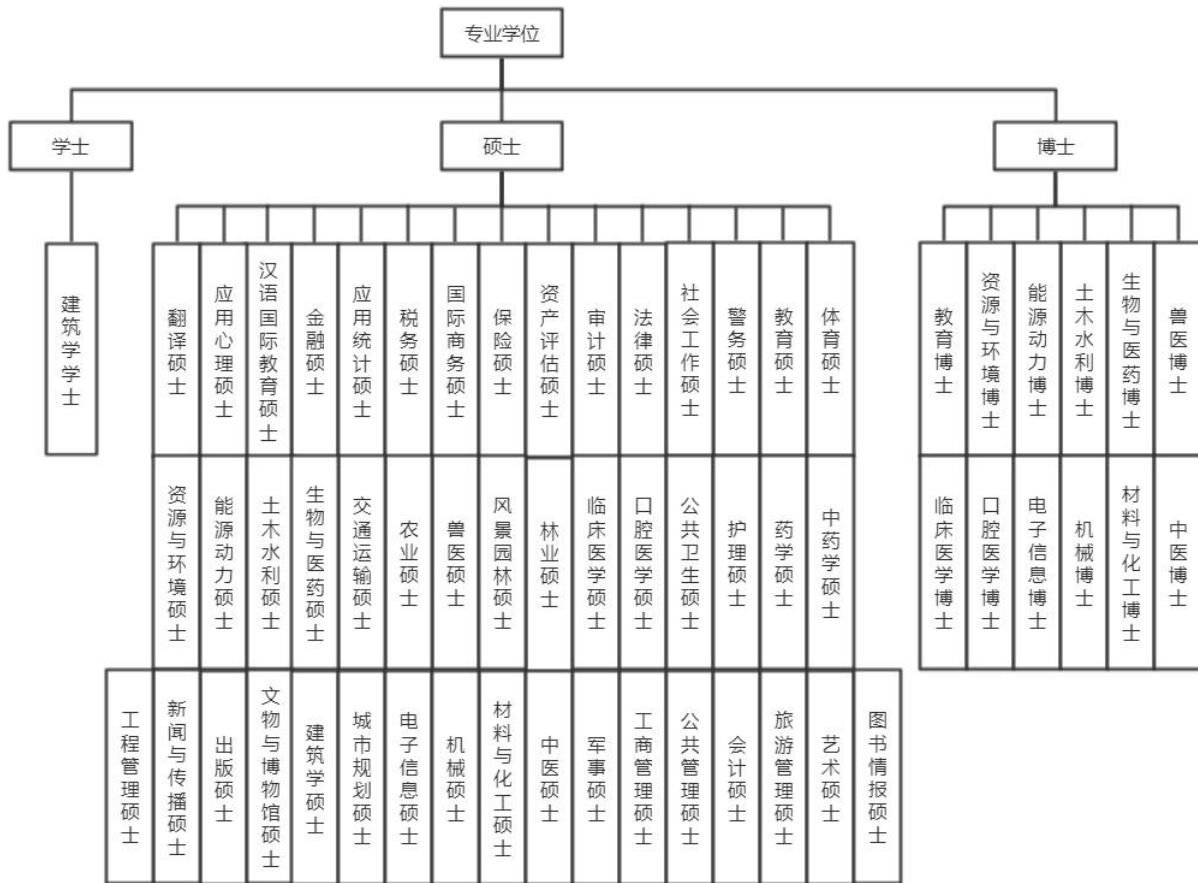 专业学位
学士
硕士
博士
建筑学学士
翻译硕士
应用心理硕士
汉语国际教育硕士
金融硕士
应用统计硕士
税务硕士
国际商务硕士
保险硕士
资产评估硕士
审计硕士
法律硕士
社会工作硕士
警务硕士
教育硕士
体育硕士
教育博士
资源与环境博士
能源动力博士
土木水利博士
生物与医药博士
兽医博士
资源与环境硕士
能源动力硕士
土木水利硕士
生物与医药硕士
交通运输硕士
农业硕士
兽医硕士
风景园林硕士
林业硕士
临床医学硕士
口腔医学硕士
公共卫生硕士
护理硕士
药学硕士
中药学硕士
临床医学博士
口腔医学博士
电子信息博士
机械博士
材料与化工博士
中医博士
工程管理硕士
新闻与传播硕士
出版硕士
文物与博物馆硕士
建筑学硕士
城市规划硕士
电子信息硕士
机械硕士
材料与化工硕士
中医硕士
军事硕士
工商管理硕士
公共管理硕士
会计硕士
旅游管理硕士
艺术硕士
图书情报硕士